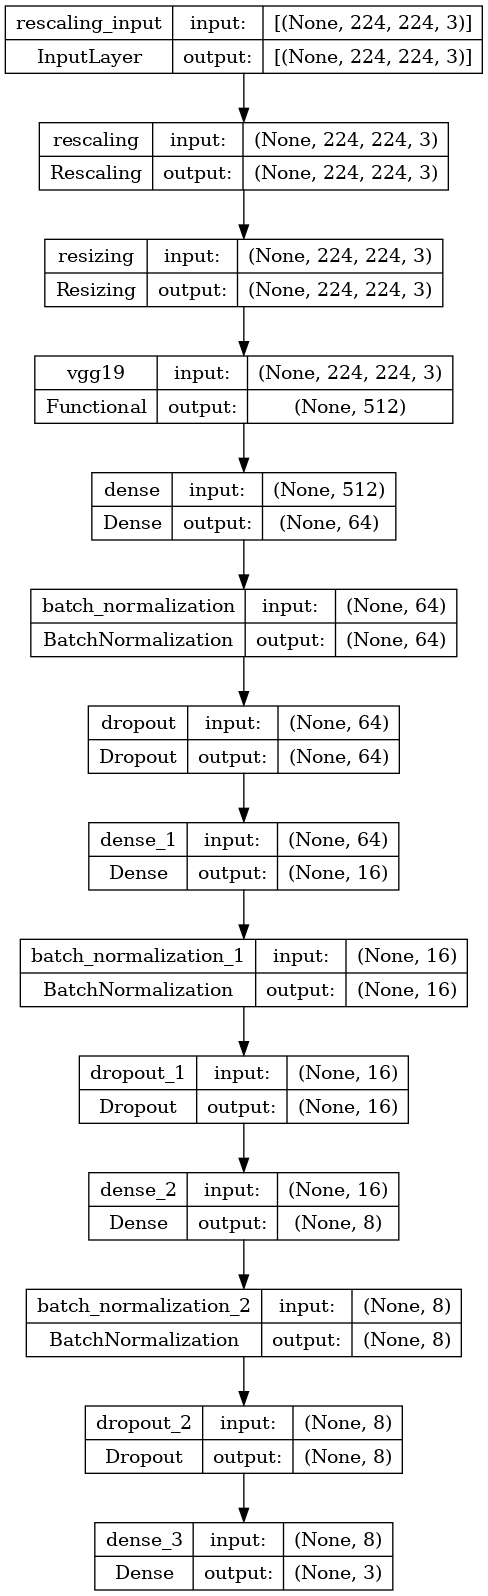 rescaling_input input: [(None, 224, 224, 3)]
InputLayer output: [(None, 224, 224, 3)]
rescaling input: (None, 224, 224, 3)
Rescaling output: (None, 224, 224, 3)
resizing input: (None, 224, 224, 3)
Resizing output: (None, 224, 224, 3)
vgg19 input: (None, 224, 224, 3)
Functional output: (None, 512)
dense input: (None, 512)
Dense output: (None, 64)
batch_normalization input: (None, 64)
BatchNormalization output: (None, 64)
dropout input: (None, 64)
Dropout output: (None, 64)
dense_1 input: (None, 64)
Dense output: (None, 16)
batch_normalization_1 input: (None, 16)
BatchNormalization output: (None, 16)
dropout_1 input: (None, 16)
Dropout output: (None, 16)
dense_2 input: (None, 16)
Dense output: (None, 8)
batch_normalization_2 input: (None, 8)
BatchNormalization output: (None, 8)
dropout_2 input: (None, 8)
Dropout output: (None, 8)
dense_3 input: (None, 8)
Dense output: (None, 3)